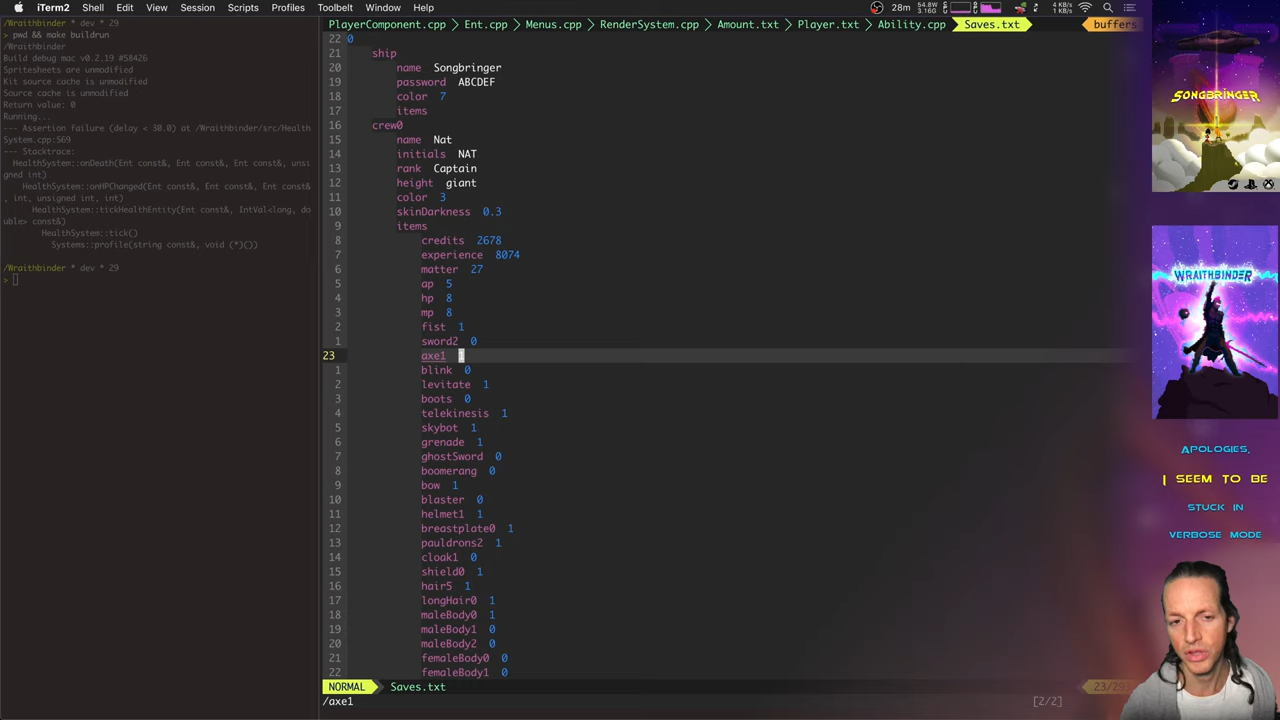 iTerm2 Shell Edit View Session Scripts Profiles Toolbelt Window Help
28m 54.8W 3.16G 1 KB/s 4 KB/s
/Wraithbinder * dev * 29
> pwd && make buildrun
/Wraithbinder
Build debug mac v0.2.19 #58426
Spritesheets are unmodified
Kit source cache is unmodified
Source cache is unmodified
Return value: 0
Running...
--- Assertion failure (delay < 30.0) at /Wraithbinder/src/Health
System.cpp:569
--- Stacktrace:
HealthSystem::onDeath(Ent const&, Ent const&, Ent const&, unsi
gned int)
HealthSystem::onHPChanged(Ent const&, Ent const&, Ent const&
, int, unsigned int, int)
HealthSystem::tickHealthEntity(Ent const&, IntVal<long, do
uble> const&)
HealthSystem::tick()
Systems::profile(string const&, void (*)())
/Wraithbinder * dev * 29
>
PlayerComponent.cpp Ent.cpp Menus.cpp RenderSystem.cpp Amount.txt Player.txt Ability.cpp Saves.txt buffers
22 0
21 ship
20 name Songbringer
19 password ABCDEF
18 color 7
17 items
16 crew0
15 name Nat
14 initials NAT
13 rank Captain
12 height giant
11 color 3
10 skinDarkness 0.3
9 items
8 credits 2678
7 experience 8074
6 matter 27
5 ap 5
4 hp 8
3 mp 8
2 fist 1
1 sword2 0
23 axe1 1
1 blink 0
2 levitate 1
3 boots 0
4 telekinesis 1
5 skybot 1
6 grenade 1
7 ghostSword 0
8 boomerang 0
9 bow 1
10 blaster 0
11 helmet1 1
12 breastplate0 1
13 pauldrons2 1
14 cloak1 0
15 shield0 1
16 hair5 1
17 longHair0 1
18 maleBody0 1
19 maleBody1 0
20 maleBody2 0
21 femaleBody0 0
22 femaleBody1 0
NORMAL Saves.txt
/axe1 [2/2]
SONGBRINGER
WRAITHBINDER
APOLOGIES,
I SEEM TO BE
STUCK IN
VERBOSE MODE